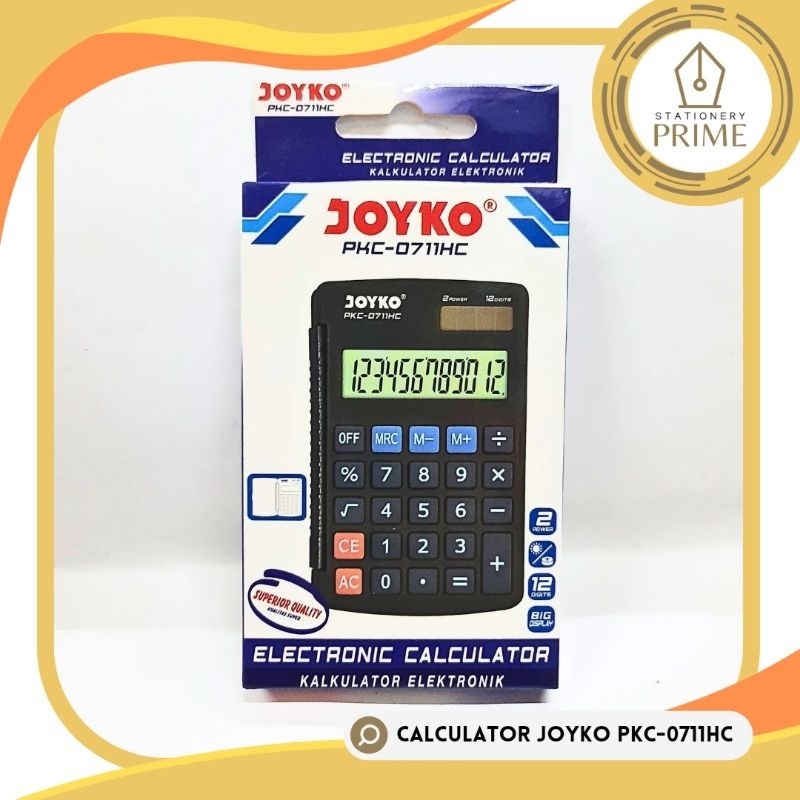 JOYKO®
PKC-0711HC
STATIONERY
PRIME
ELECTRONIC CALCULATOR
KALKULATOR ELEKTRONIK
JOYKO®
PKC-0711HC
JOYKO®
PKC-0711HC
2 POWER 12 DIGITS
123456789012.
OFF MRC M− M+ ÷
% 7 8 9 ×
√ 4 5 6 −
CE 1 2 3 +
AC 0 . =
2
POWER
12
DIGITS
BIG
DISPLAY
SUPERIOR QUALITY
KUALITAS SUPER
ELECTRONIC CALCULATOR
KALKULATOR ELEKTRONIK
CALCULATOR JOYKO PKC-0711HC